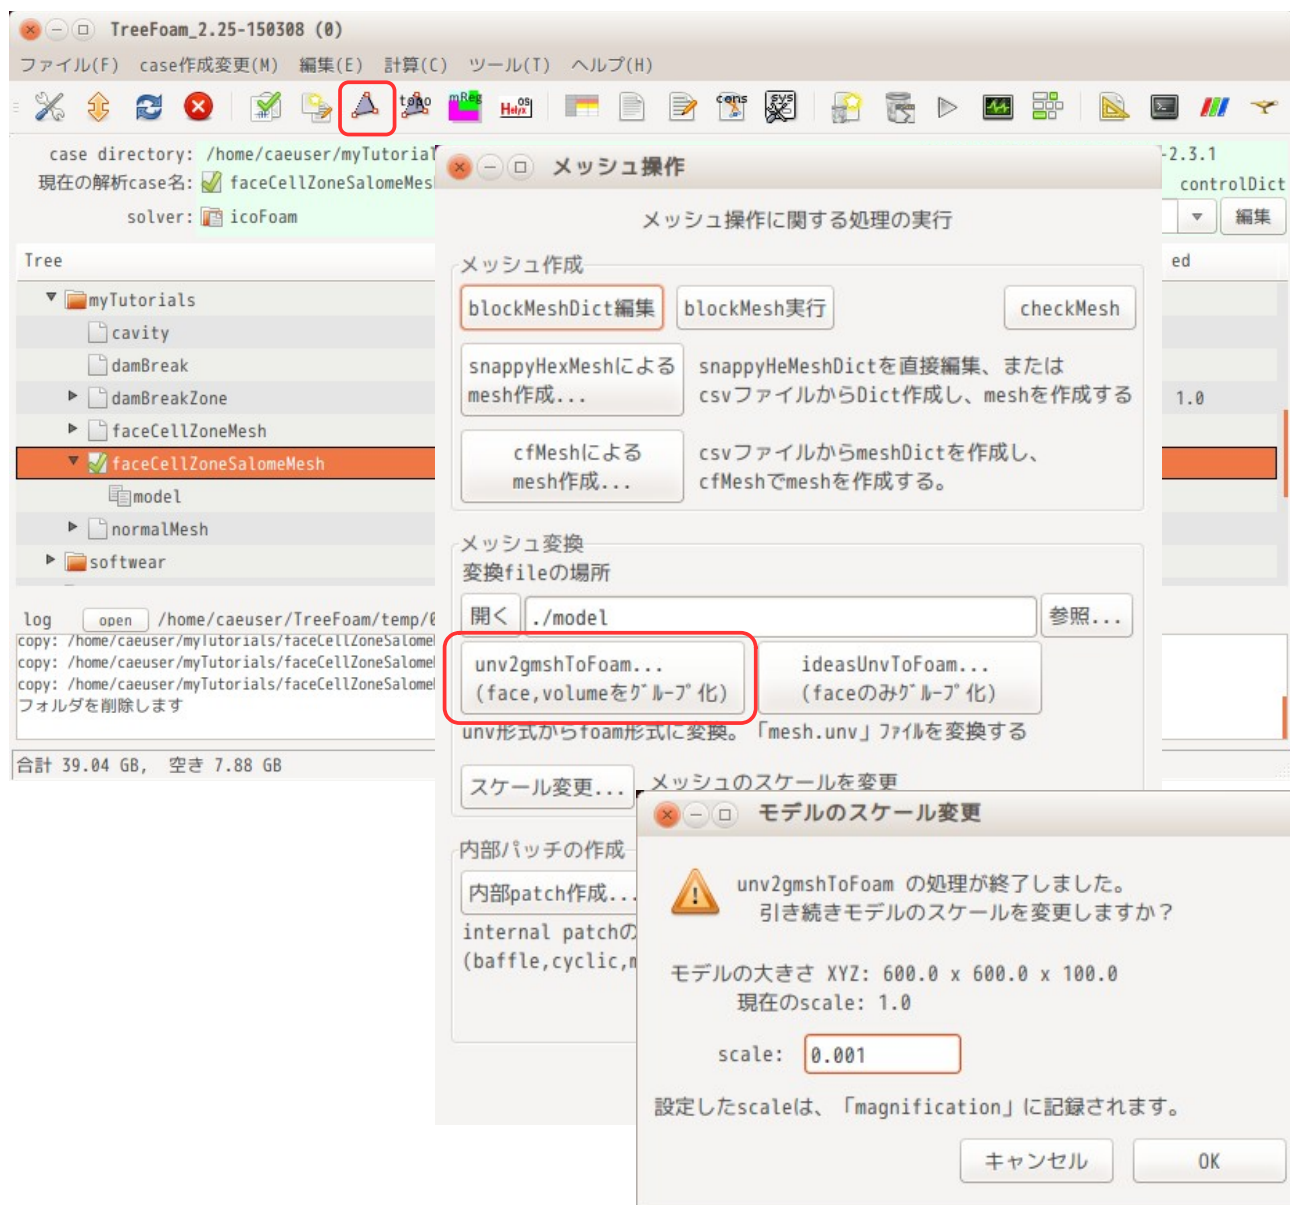 TreeFoam_2.25-150308 (0)
ファイル(F) case作成変更(M) 編集(E) 計算(C) ツール(T) ヘルプ(H)
topo mReg HelyxOS cons SYS
case directory: /home/caeuser/myTutorial
-2.3.1
現在の解析case名: faceCellZoneSalomeMes
controlDict
solver: icoFoam
編集
Tree
ed
myTutorials
cavity
damBreak
damBreakZone
1.0
faceCellZoneMesh
faceCellZoneSalomeMesh
model
normalMesh
softwear
log open /home/caeuser/TreeFoam/temp/
copy: /home/caeuser/myTutorials/faceCellZoneSalome
copy: /home/caeuser/myTutorials/faceCellZoneSalome
copy: /home/caeuser/myTutorials/faceCellZoneSalome
フォルダを削除します
合計 39.04 GB, 空き 7.88 GB
メッシュ操作
メッシュ操作に関する処理の実行
メッシュ作成
blockMeshDict編集 blockMesh実行 checkMesh
snappyHexMeshによる
mesh作成...
snappyHeMeshDictを直接編集、または
csvファイルからDict作成し、meshを作成する
cfMeshによる
mesh作成...
csvファイルからmeshDictを作成し、
cfMeshでmeshを作成する。
メッシュ変換
変換fileの場所
開く ./model 参照...
unv2gmshToFoam...
(face,volumeをｸﾞﾙｰﾌﾟ化)
ideasUnvToFoam...
(faceのみｸﾞﾙｰﾌﾟ化)
unv形式からfoam形式に変換。「mesh.unv」ﾌｧｲﾙを変換する
スケール変更... メッシュのスケールを変更
内部パッチの作成
内部patch作成...
internal patchの
(baffle,cyclic,m
モデルのスケール変更
unv2gmshToFoam の処理が終了しました。
引き続きモデルのスケールを変更しますか？
モデルの大きさ XYZ: 600.0 x 600.0 x 100.0
現在のscale: 1.0
scale: 0.001
設定したscaleは、「magnification」に記録されます。
キャンセル OK